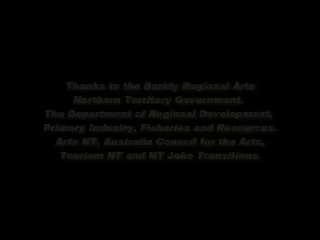 Thanks to the Barkly Regional Arts
Northern Territory Government.
The Department of Regional Development,
Primary Industry, Fisheries and Resources.
Arts NT, Australia Council for the Arts,
Tourism NT and NT Jobs Transitions.